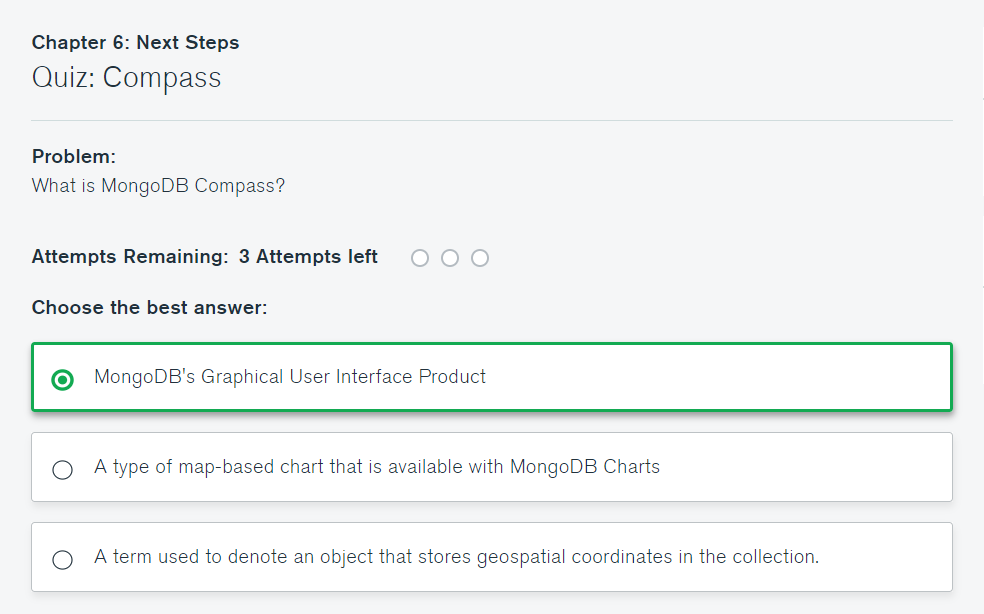 Chapter 6: Next Steps
Quiz: Compass
Problem:
What is MongoDB Compass?
Attempts Remaining: 3 Attempts left
Choose the best answer:
MongoDB's Graphical User Interface Product
A type of map-based chart that is available with MongoDB Charts
A term used to denote an object that stores geospatial coordinates in the collection.